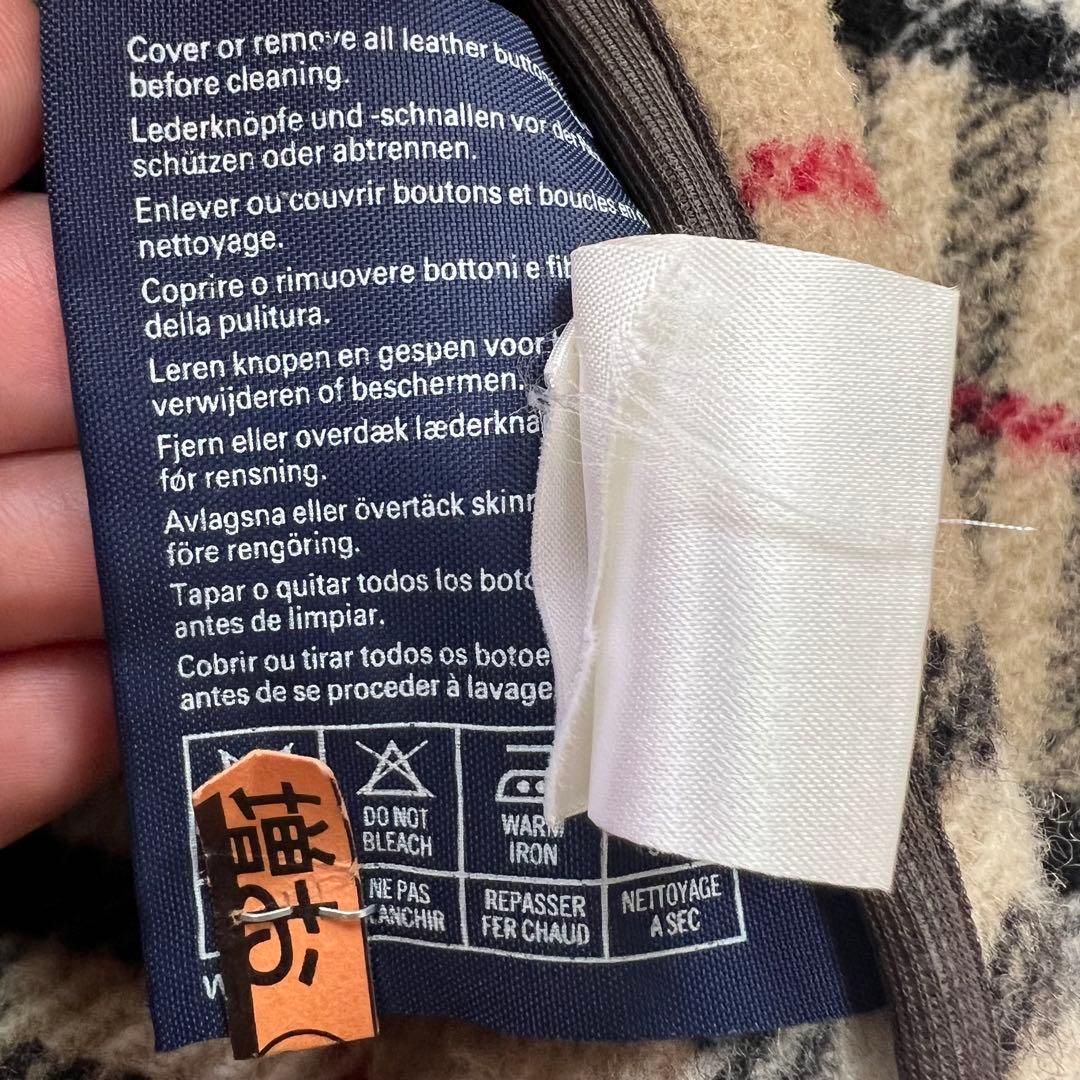 Cover or remove all leather buttons
before cleaning.
Lederknöpfe und -schnallen vor der
schützen oder abtrennen.
Enlever ou couvrir boutons et boucles en
nettoyage.
Coprire o rimuovere bottoni e fib
della pulitura.
Leren knopen en gespen voor
verwijderen of beschermen.
Fjern eller overdæk læderkna
før rensning.
Avlagsna eller övertäck skinn
före rengöring.
Tapar o quitar todos los boto
antes de limpiar.
Cobrir ou tirar todos os botoe
antes de se proceder à lavage
DO NOT
BLEACH
WARM
IRON
NE PAS
LANCHIR
REPASSER
FER CHAUD
NETTOYAGE
A SEC
W